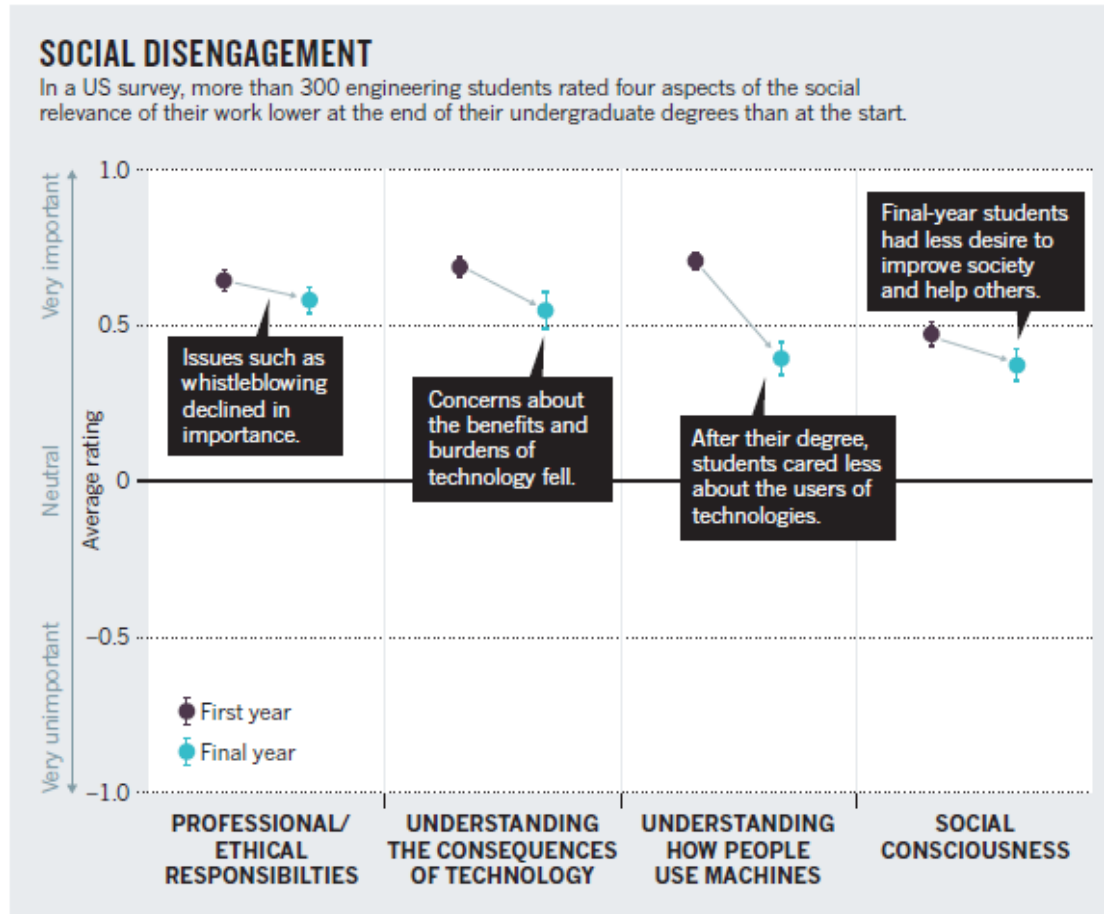 SOCIAL DISENGAGEMENT
In a US survey, more than 300 engineering students rated four aspects of the social
relevance of their work lower at the end of their undergraduate degrees than at the start.
Very important
Neutral
Very unimportant
Average rating
1.0
0.5
0
–0.5
–1.0
Issues such as
whistleblowing
declined in
importance.
Concerns about
the benefits and
burdens of
technology fell.
After their degree,
students cared less
about the users of
technologies.
Final-year students
had less desire to
improve society
and help others.
First year
Final year
PROFESSIONAL/
ETHICAL
RESPONSIBILTIES
UNDERSTANDING
THE CONSEQUENCES
OF TECHNOLOGY
UNDERSTANDING
HOW PEOPLE
USE MACHINES
SOCIAL
CONSCIOUSNESS